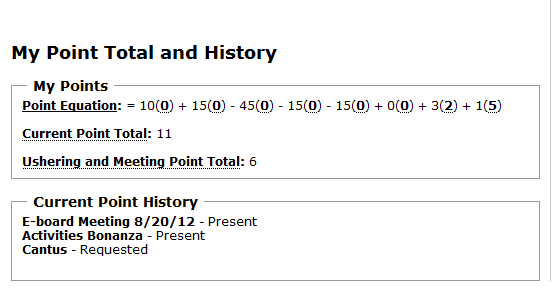 My Point Total and History
My Points
Point Equation: = 10(0) + 15(0) - 45(0) - 15(0) - 15(0) + 0(0) + 3(2) + 1(5)
Current Point Total: 11
Ushering and Meeting Point Total: 6
Current Point History
E-board Meeting 8/20/12 - Present
Activities Bonanza - Present
Cantus - Requested